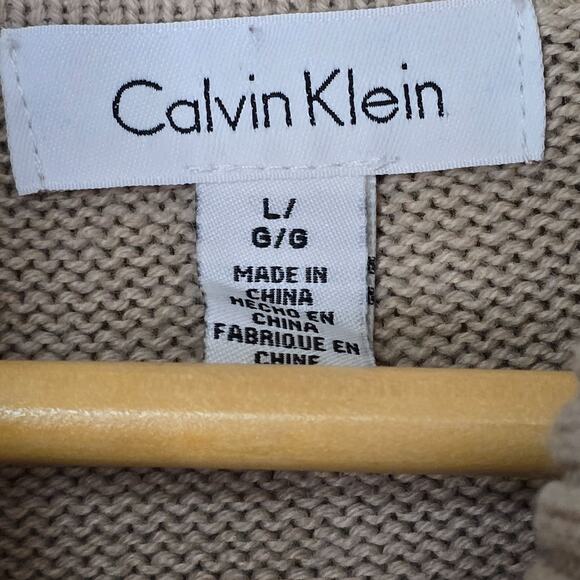 Calvin Klein
L/
G/G
MADE IN
CHINA
HECHO EN
CHINA
FABRIQUE EN
CHINE